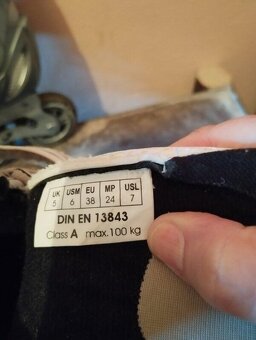 UK USM EU MP USL
5 6 38 24 7
DIN EN 13843
Class A max.100 kg